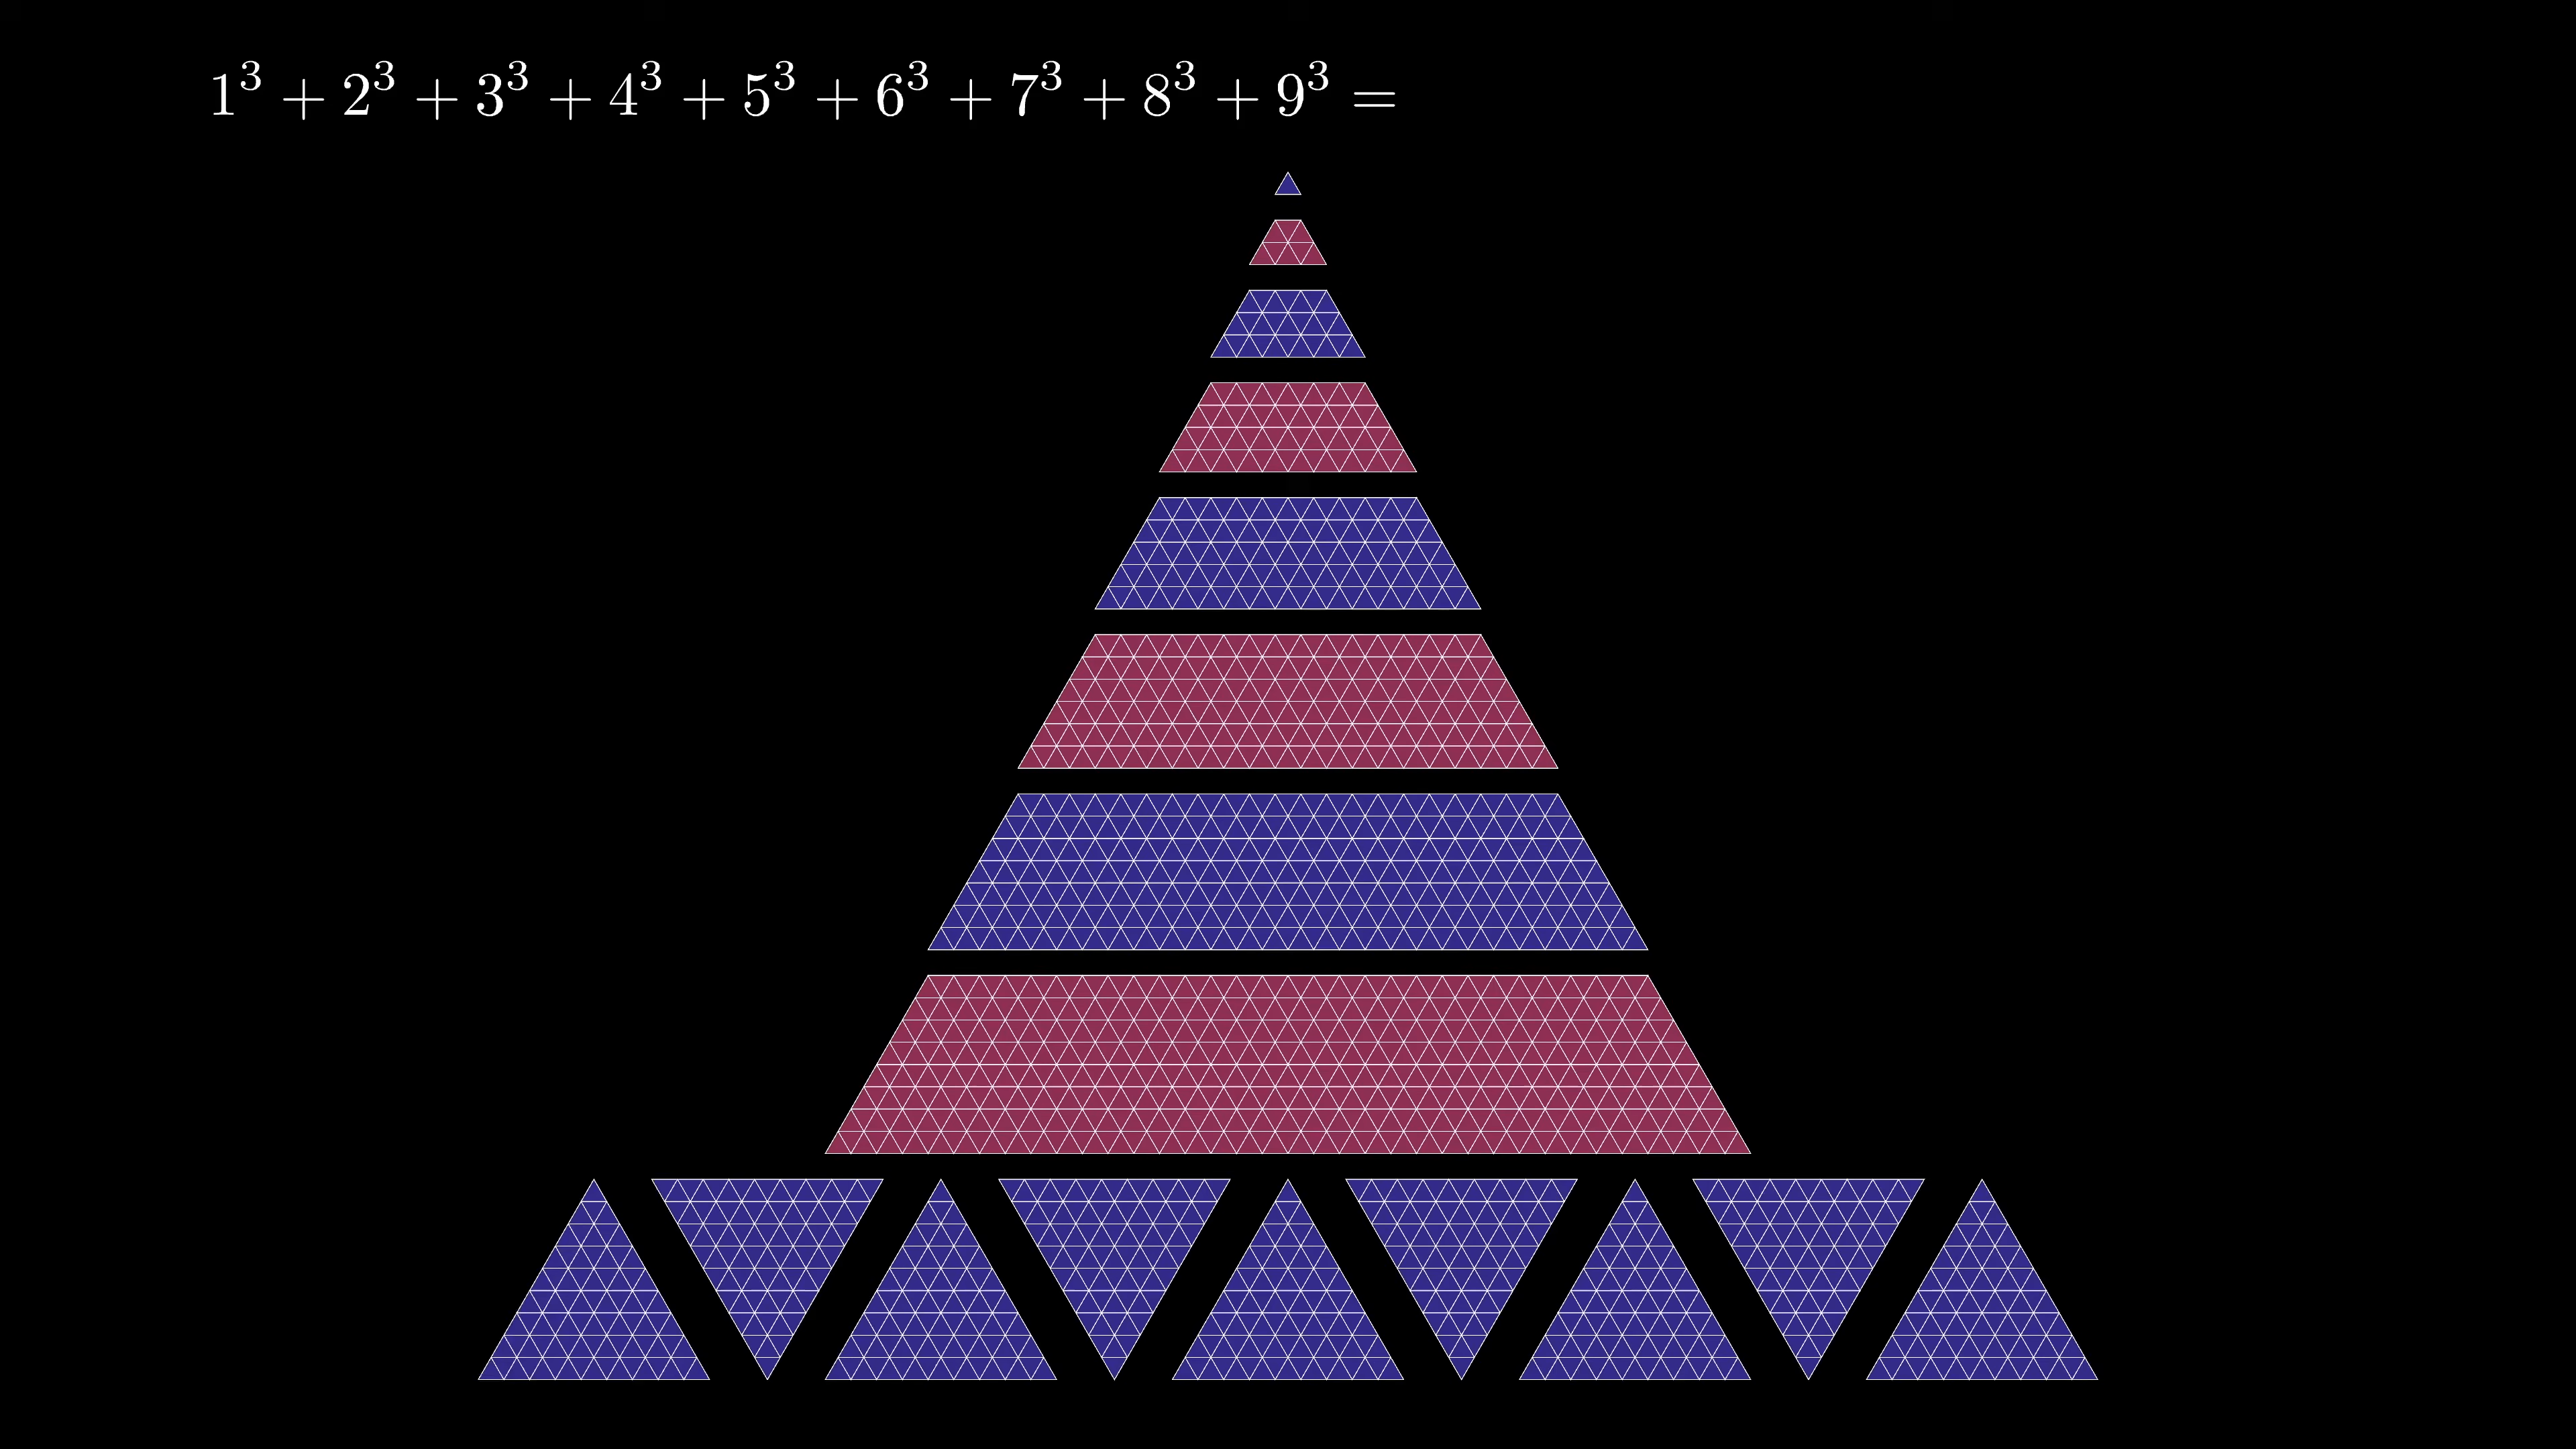 1³ + 2³ + 3³ + 4³ + 5³ + 6³ + 7³ + 8³ + 9³ =